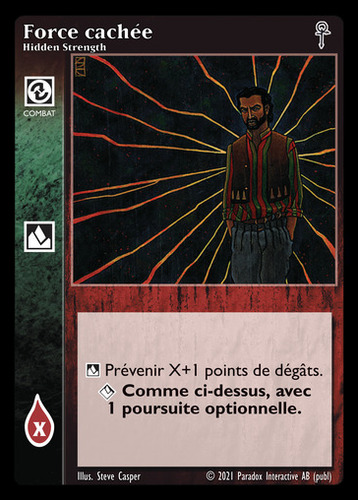 Force cachée
Hidden Strength
COMBAT
Prévenir X+1 points de dégâts.
Comme ci-dessus, avec
1 poursuite optionnelle.
X
Illus. Steve Casper © 2021 Paradox Interactive AB (publ)